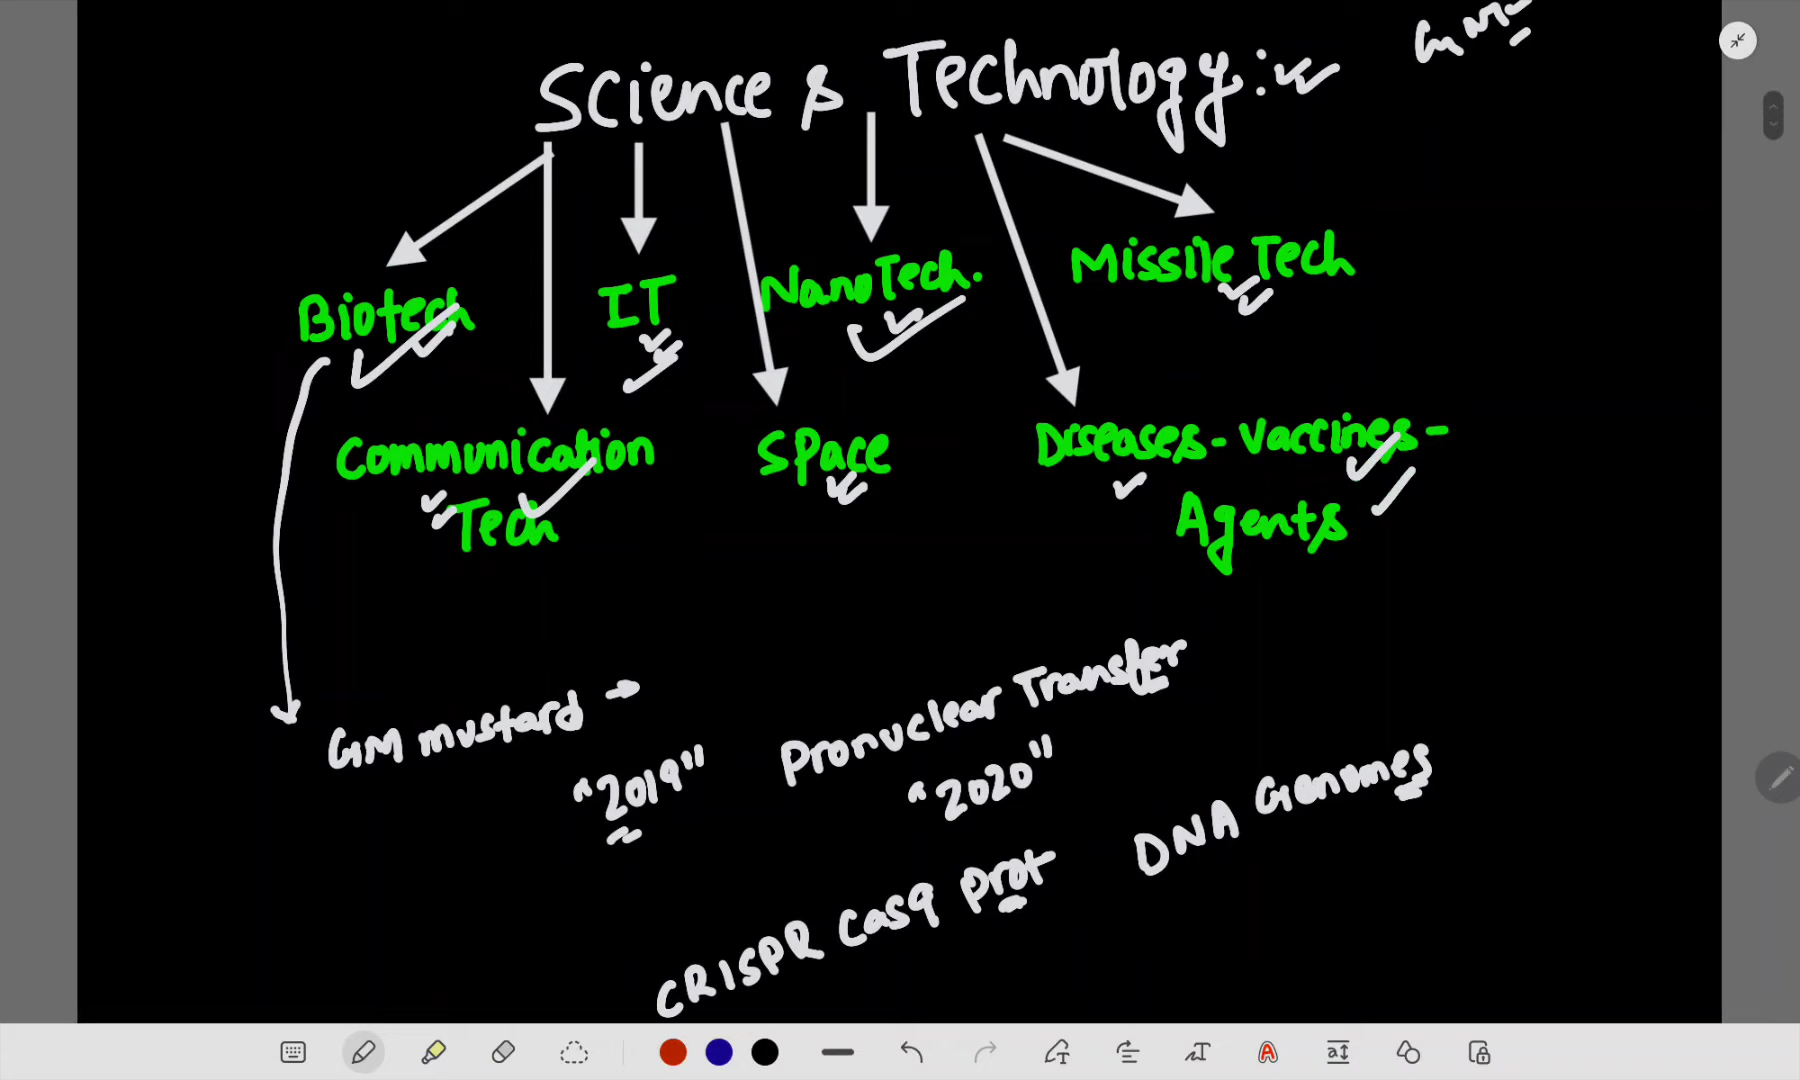 Science & Technology:
Biotech
IT
NanoTech.
Missile Tech
Communication
Tech
Space
Diseases - Vaccines -
Agents
GM mustard →
"2019"
Pronuclear Transfer
"2020"
DNA Genomes
CRISPR Cas9 Prot